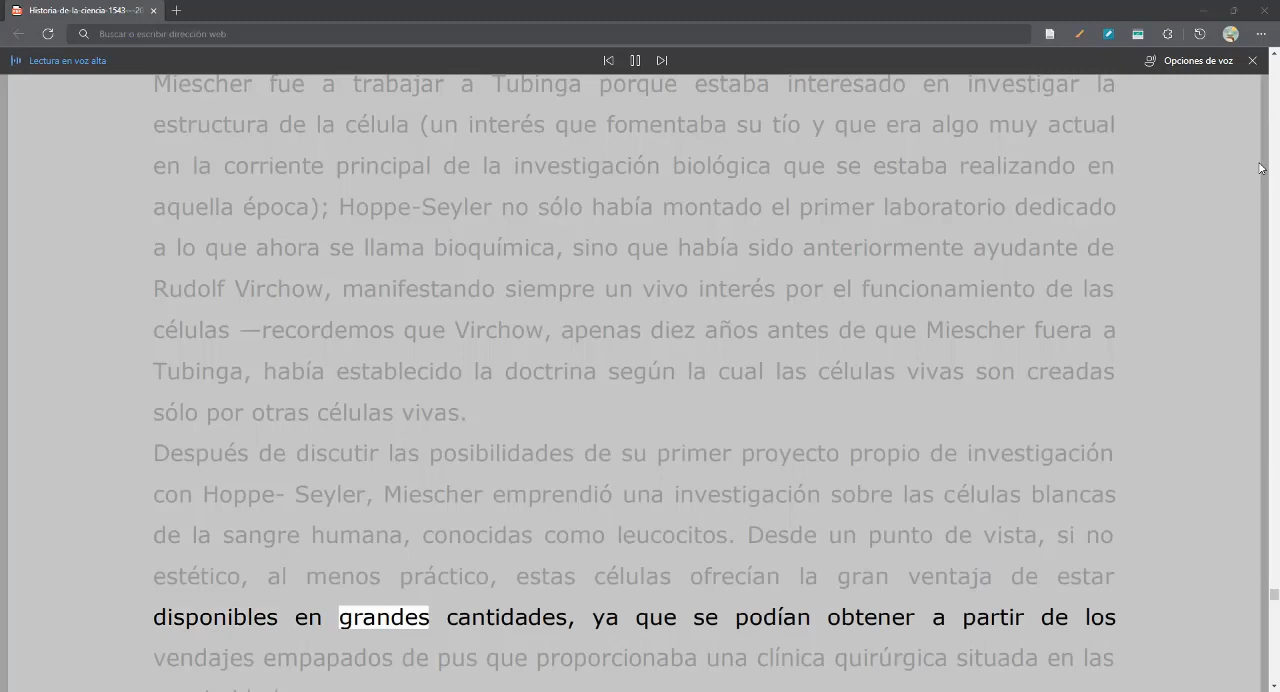 Historia-de-la-ciencia-1543---20
Buscar o escribir dirección web
Lectura en voz alta
Opciones de voz
Miescher fue a trabajar a Tubinga porque estaba interesado en investigar la
estructura de la célula (un interés que fomentaba su tío y que era algo muy actual
en la corriente principal de la investigación biológica que se estaba realizando en
aquella época); Hoppe-Seyler no sólo había montado el primer laboratorio dedicado
a lo que ahora se llama bioquímica, sino que había sido anteriormente ayudante de
Rudolf Virchow, manifestando siempre un vivo interés por el funcionamiento de las
células —recordemos que Virchow, apenas diez años antes de que Miescher fuera a
Tubinga, había establecido la doctrina según la cual las células vivas son creadas
sólo por otras células vivas.
Después de discutir las posibilidades de su primer proyecto propio de investigación
con Hoppe- Seyler, Miescher emprendió una investigación sobre las células blancas
de la sangre humana, conocidas como leucocitos. Desde un punto de vista, si no
estético, al menos práctico, estas células ofrecían la gran ventaja de estar
disponibles en grandes cantidades, ya que se podían obtener a partir de los
vendajes empapados de pus que proporcionaba una clínica quirúrgica situada en las